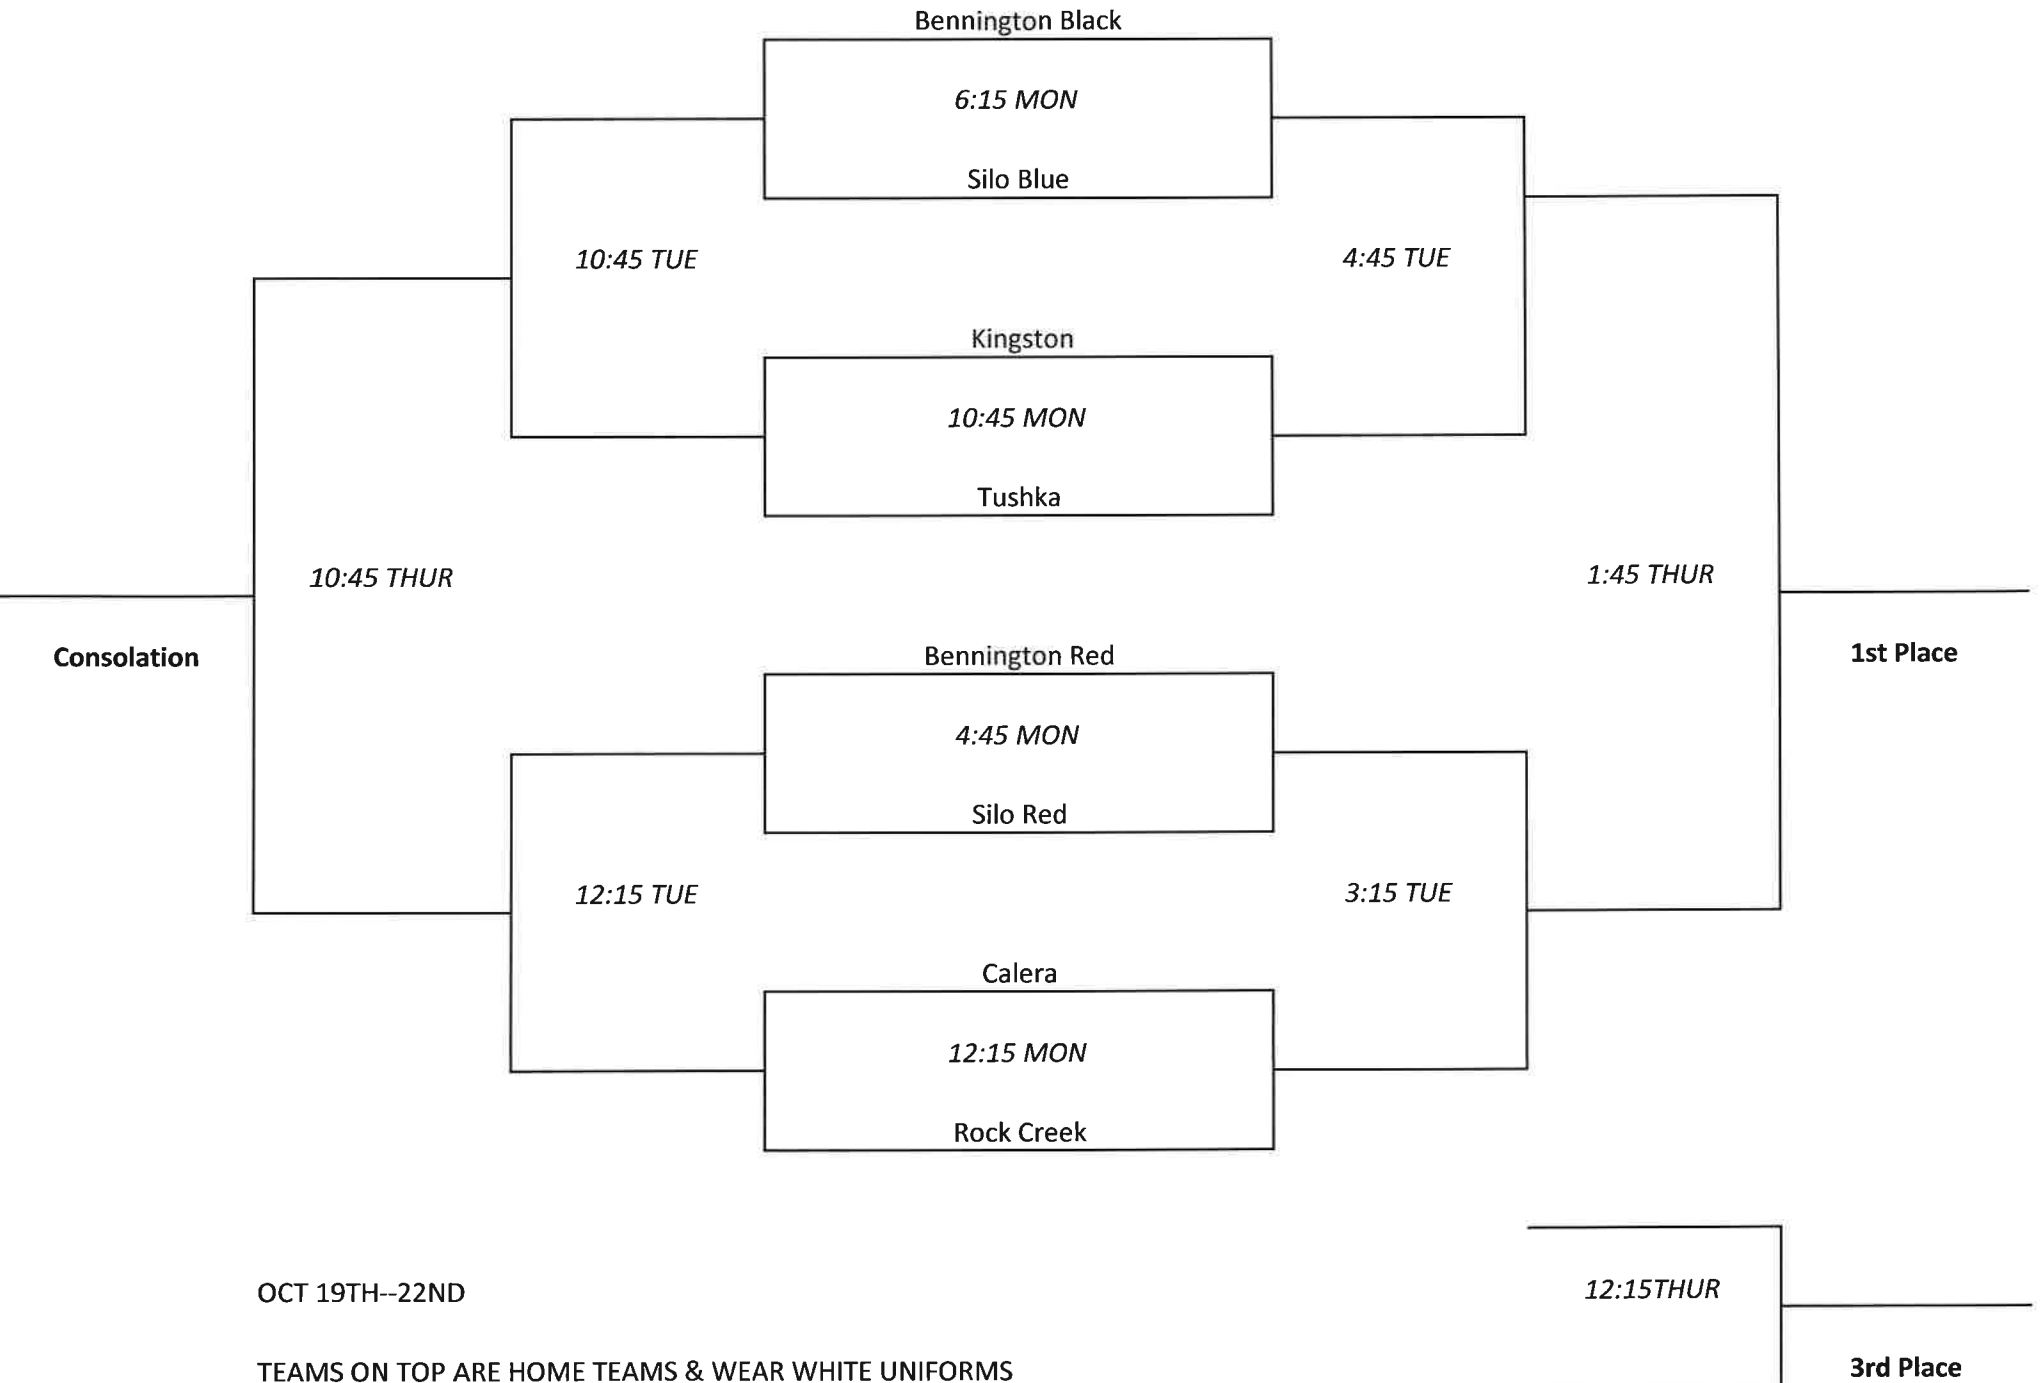 Bennington Black
6:15 MON
Silo Blue
10:45 TUE
4:45 TUE
Kingston
10:45 MON
Tushka
10:45 THUR
1:45 THUR
Consolation
Bennington Red
1st Place
4:45 MON
Silo Red
12:15 TUE
3:15 TUE
Calera
12:15 MON
Rock Creek
OCT 19TH--22ND
12:15THUR
TEAMS ON TOP ARE HOME TEAMS & WEAR WHITE UNIFORMS
3rd Place